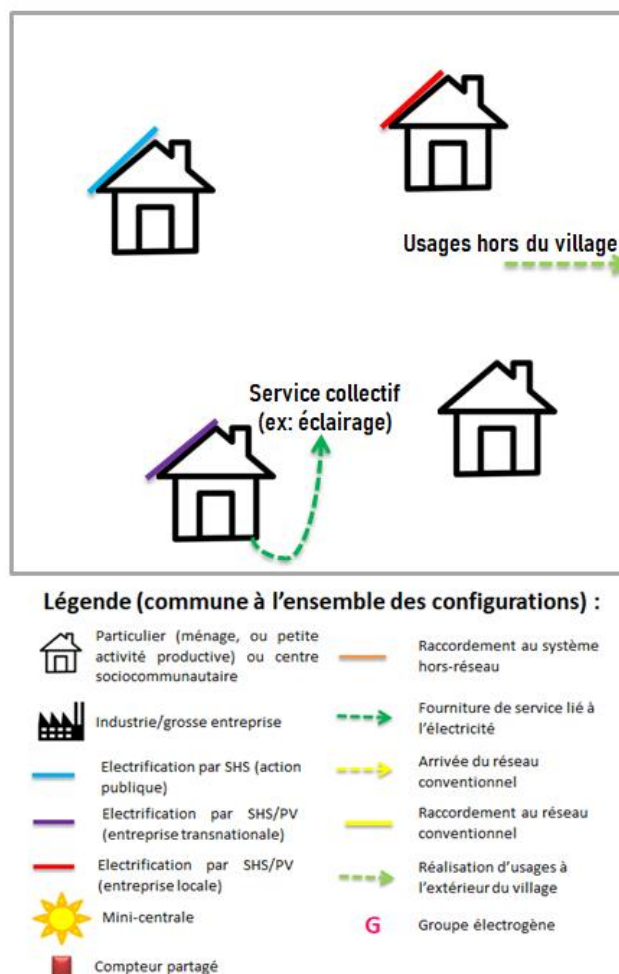 Usages hors du village
Service collectif
(ex: éclairage)
Légende (commune à l'ensemble des configurations) :
Particulier (ménage, ou petite
activité productive) ou centre
sociocommunautaire
Industrie/grosse entreprise
Electrification par SHS (action
publique)
Electrification par SHS/PV
(entreprise transnationale)
Electrification par SHS/PV
(entreprise locale)
Mini-centrale
Compteur partagé
Raccordement au système
hors-réseau
Fourniture de service lié à
l'électricité
Arrivée du réseau
conventionnel
Raccordement au réseau
conventionnel
Réalisation d'usages à
l'extérieur du village
G Groupe électrogène